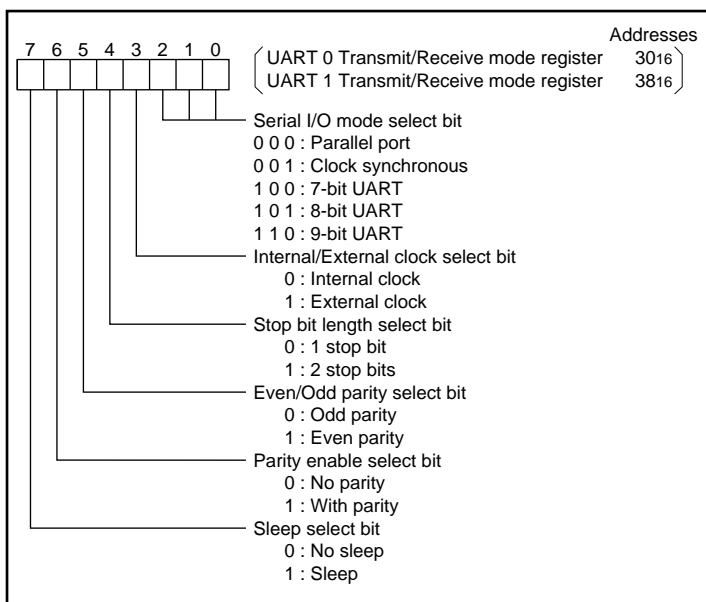 Addresses
7 6 5 4 3 2 1 0
UART 0 Transmit/Receive mode register 3016
UART 1 Transmit/Receive mode register 3816
Serial I/O mode select bit
0 0 0 : Parallel port
0 0 1 : Clock synchronous
1 0 0 : 7-bit UART
1 0 1 : 8-bit UART
1 1 0 : 9-bit UART
Internal/External clock select bit
0 : Internal clock
1 : External clock
Stop bit length select bit
0 : 1 stop bit
1 : 2 stop bits
Even/Odd parity select bit
0 : Odd parity
1 : Even parity
Parity enable select bit
0 : No parity
1 : With parity
Sleep select bit
0 : No sleep
1 : Sleep